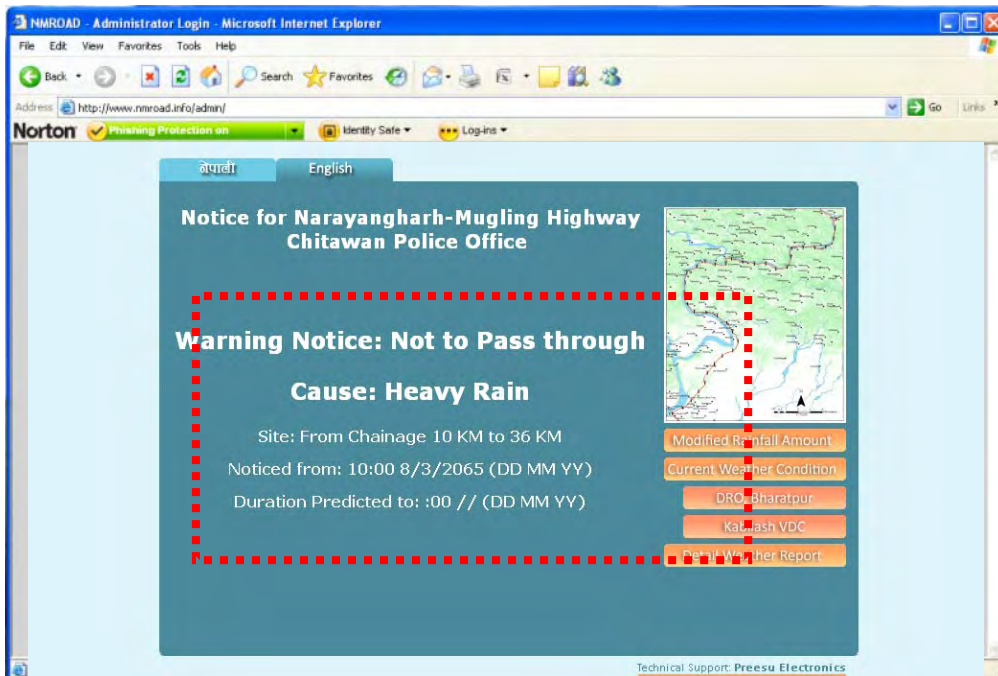 NMROAD - Administrator Login - Microsoft Internet Explorer
File Edit View Favorites Tools Help
Back Search Favorites
Address http://www.nmroad.info/admin/ Go Links »
Norton Phishing Protection on Identity Safe Log-ins
नेपाली English
Notice for Narayangharh-Mugling Highway
Chitawan Police Office
Warning Notice: Not to Pass through
Cause: Heavy Rain
Site: From Chainage 10 KM to 36 KM
Noticed from: 10:00 8/3/2065 (DD MM YY)
Duration Predicted to: :00 // (DD MM YY)
Modified Rainfall Amount
Current Weather Condition
DRO, Bharatpur
Kabilash VDC
Detail Weather Report
Technical Support: Preesu Electronics